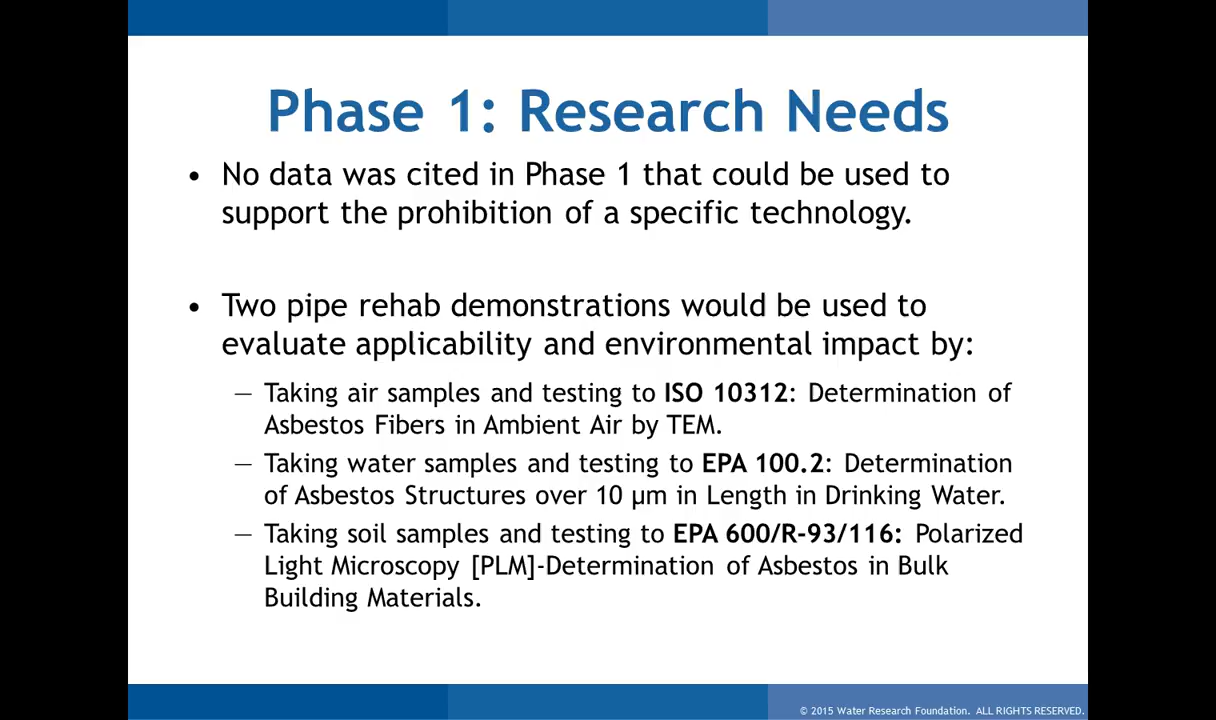 Phase 1: Research Needs
• No data was cited in Phase 1 that could be used to
support the prohibition of a specific technology.
• Two pipe rehab demonstrations would be used to
evaluate applicability and environmental impact by:
— Taking air samples and testing to ISO 10312: Determination of
Asbestos Fibers in Ambient Air by TEM.
— Taking water samples and testing to EPA 100.2: Determination
of Asbestos Structures over 10 µm in Length in Drinking Water.
— Taking soil samples and testing to EPA 600/R-93/116: Polarized
Light Microscopy [PLM]-Determination of Asbestos in Bulk
Building Materials.
© 2015 Water Research Foundation. ALL RIGHTS RESERVED.